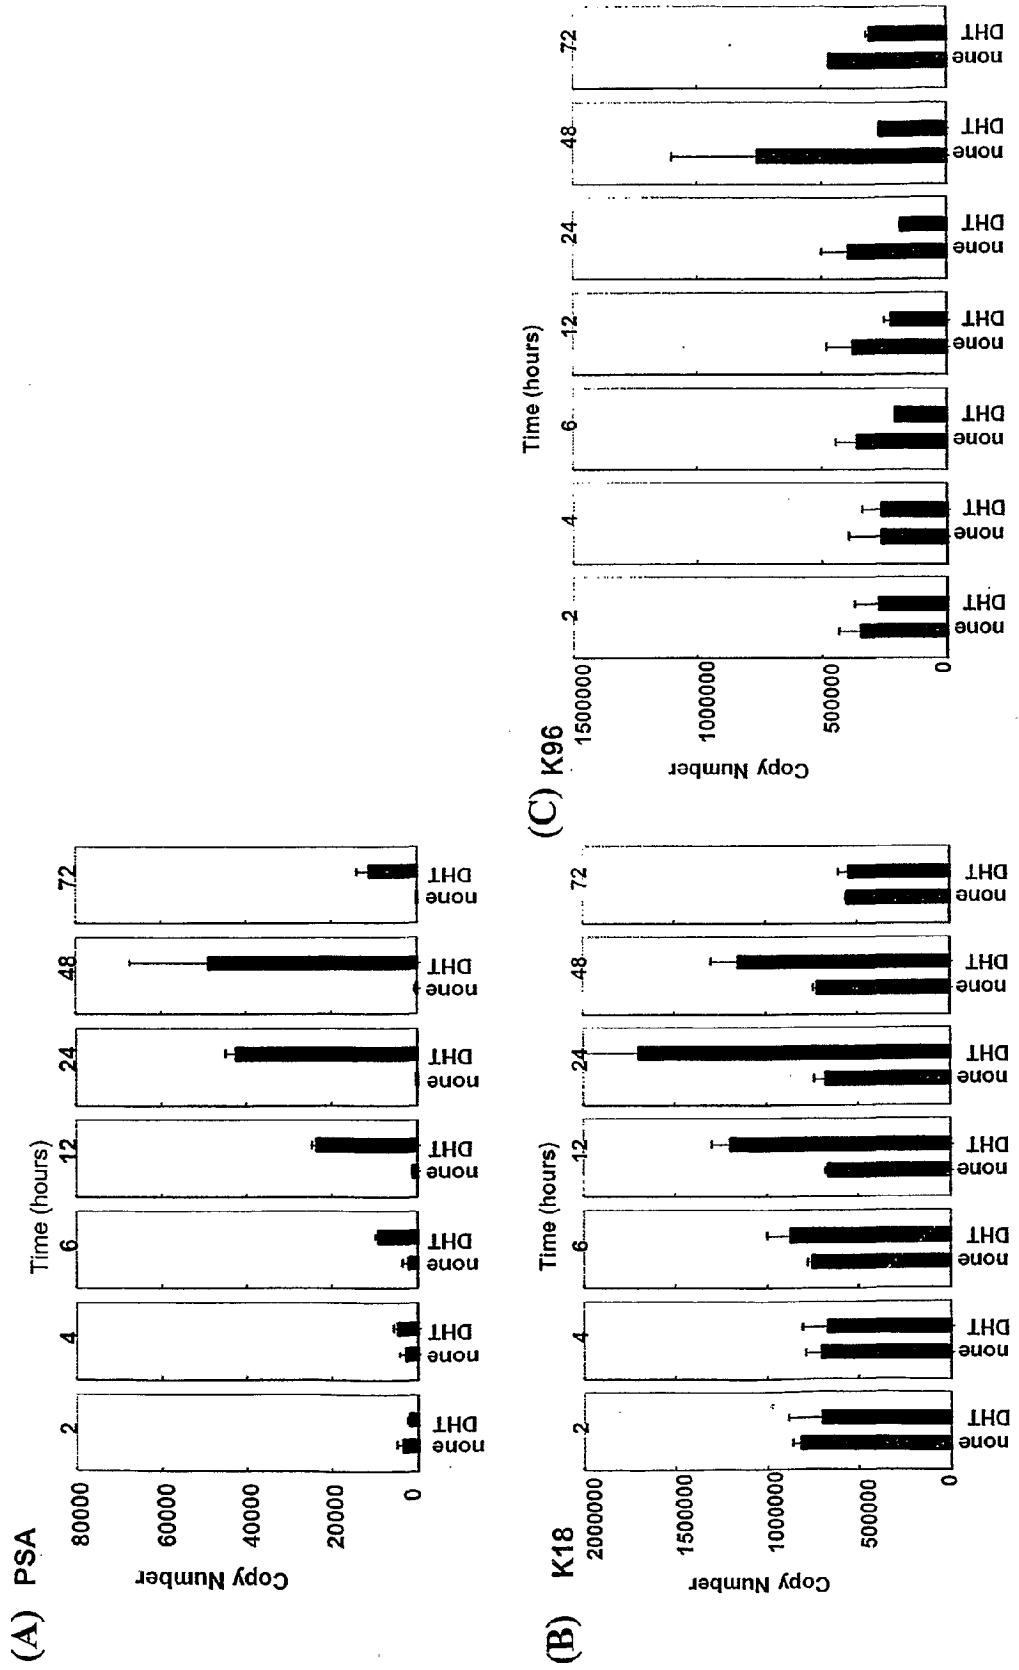 (A) PSA
Time (hours)
2 4 6 12 24 48 72
80000
60000
40000
20000
0
Copy Number
none DHT none DHT none DHT none DHT none DHT none DHT none DHT
(B) K18
Time (hours)
2 4 6 12 24 48 72
2000000
1500000
1000000
500000
0
Copy Number
none DHT none DHT none DHT none DHT none DHT none DHT none DHT
(C) K96
Time (hours)
2 4 6 12 24 48 72
1500000
1000000
500000
0
Copy Number
none DHT none DHT none DHT none DHT none DHT none DHT none DHT